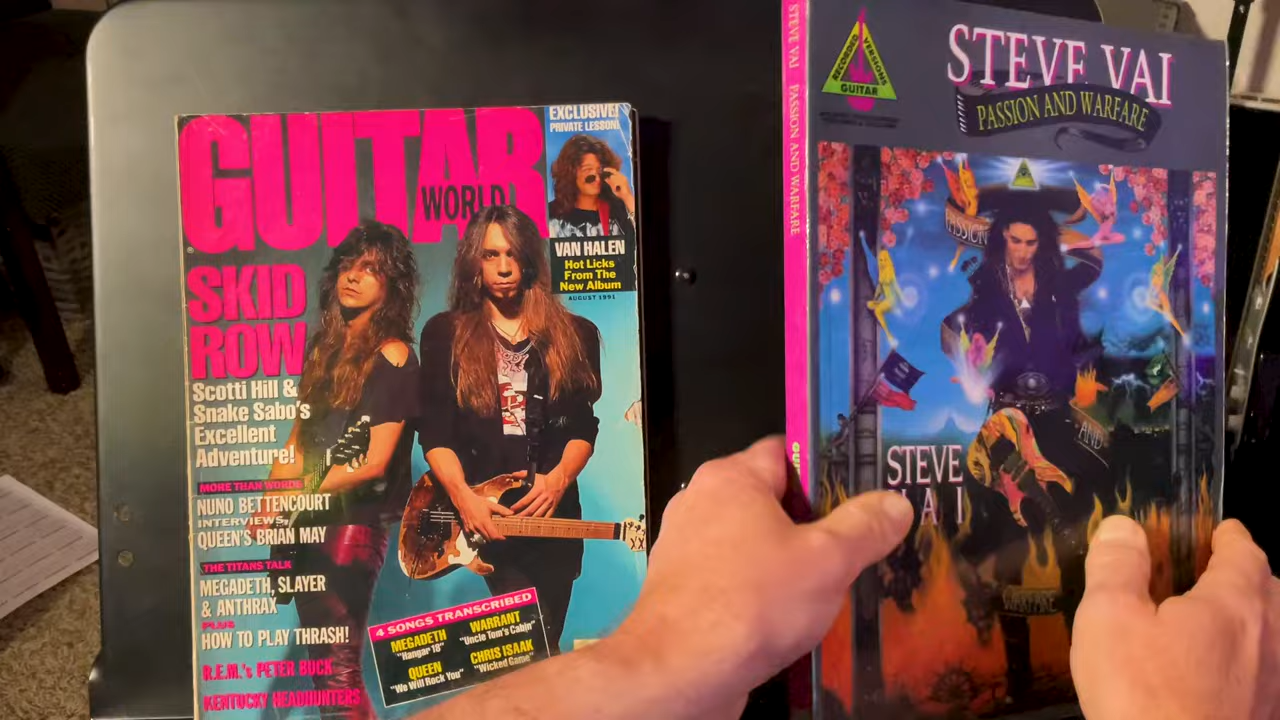 GUITAR
WORLD
EXCLUSIVE!
PRIVATE LESSON!
VAN HALEN
Hot Licks
From The
New Album
AUGUST 1991
SKID
ROW
Scotti Hill &
Snake Sabo's
Excellent
Adventure!
MORE THAN WORDS
NUNO BETTENCOURT
INTERVIEWS
QUEEN'S BRIAN MAY
THE TITANS TALK
MEGADETH, SLAYER
& ANTHRAX
PLUS
HOW TO PLAY THRASH!
R.E.M.'s PETER BUCK
KENTUCKY HEADHUNTERS
4 SONGS TRANSCRIBED
MEGADETH
"Hangar 18"
QUEEN
"We Will Rock You"
WARRANT
"Uncle Tom's Cabin"
CHRIS ISAAK
"Wicked Game"
STEVE VAI PASSION AND WARFARE
RECORDED
VERSIONS
GUITAR
STEVE VAI
PASSION AND WARFARE
PASSION
AND
STEVE
VAI
WARFARE